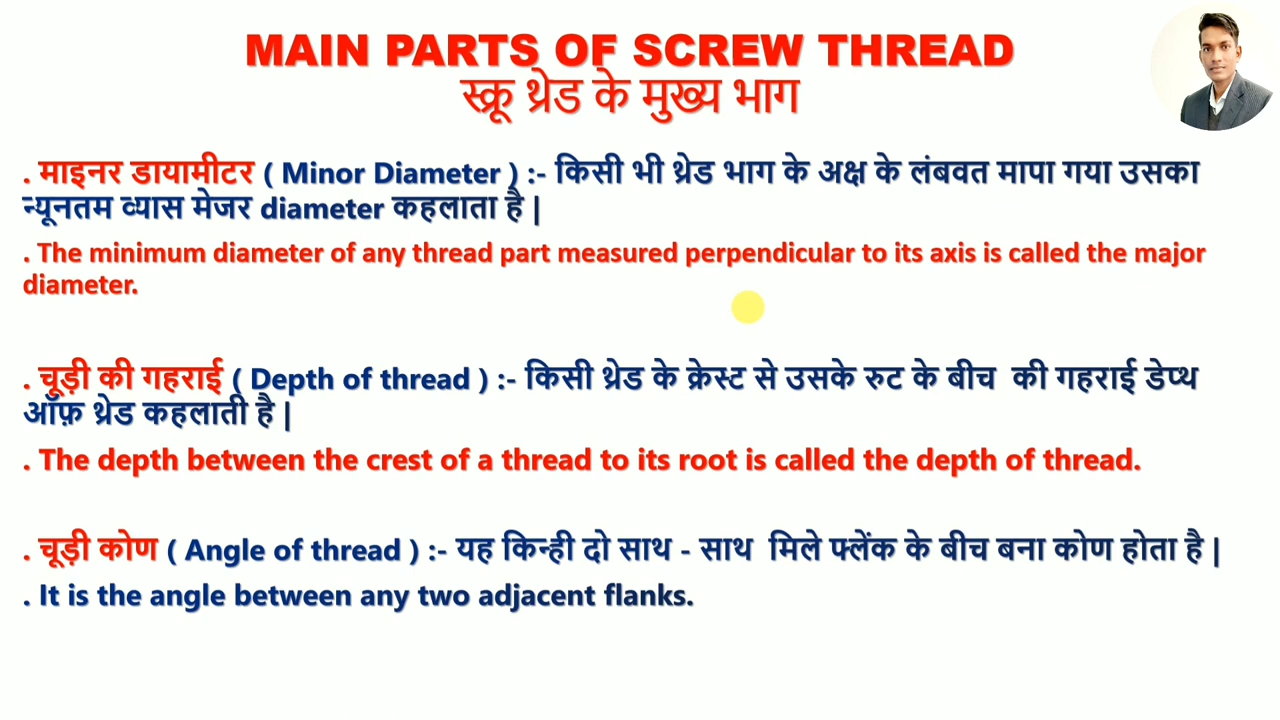 MAIN PARTS OF SCREW THREAD
स्क्रू थ्रेड के मुख्य भाग
. माइनर डायामीटर ( Minor Diameter ) :- किसी भी थ्रेड भाग के अक्ष के लंबवत मापा गया उसका
न्यूनतम व्यास मेजर diameter कहलाता है |
. The minimum diameter of any thread part measured perpendicular to its axis is called the major
diameter.
. चूड़ी की गहराई ( Depth of thread ) :- किसी थ्रेड के क्रेस्ट से उसके रुट के बीच की गहराई डेप्थ
ऑफ़ थ्रेड कहलाती है |
. The depth between the crest of a thread to its root is called the depth of thread.
. चूड़ी कोण ( Angle of thread ) :- यह किन्ही दो साथ - साथ मिले फ्लेंक के बीच बना कोण होता है |
. It is the angle between any two adjacent flanks.